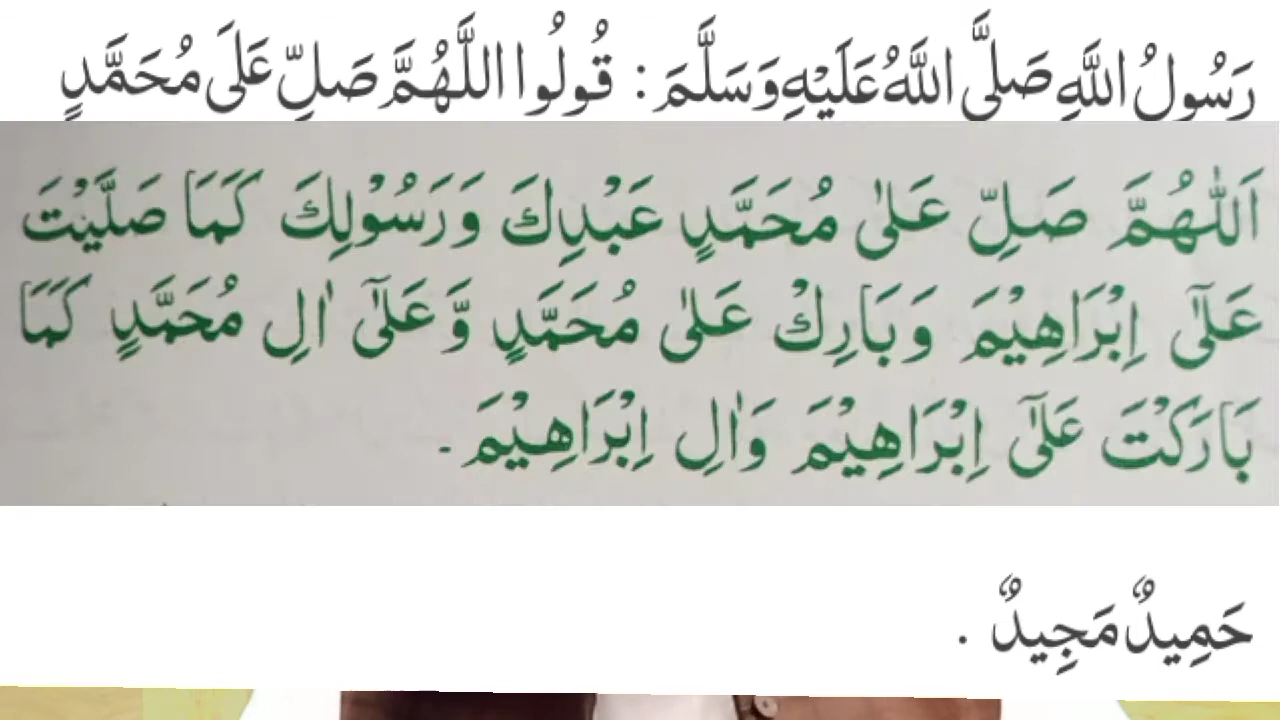 رَسُولُ اللَّهِ صَلَّى اللَّهُ عَلَيْهِ وَسَلَّمَ : قُولُوا اللَّهُمَّ صَلِّ عَلَى مُحَمَّدٍ
اَللّٰهُمَّ صَلِّ عَلٰى مُحَمَّدٍ عَبْدِكَ وَرَسُوْلِكَ كَمَا صَلَّيْتَ
عَلٰٓى اِبْرَاهِيْمَ وَبَارِكْ عَلٰى مُحَمَّدٍ وَّعَلٰٓى اٰلِ مُحَمَّدٍ كَمَا
بَارَكْتَ عَلٰٓى اِبْرَاهِيْمَ وَاٰلِ اِبْرَاهِيْمَ۔
حَمِيدٌ مَجِيدٌ .